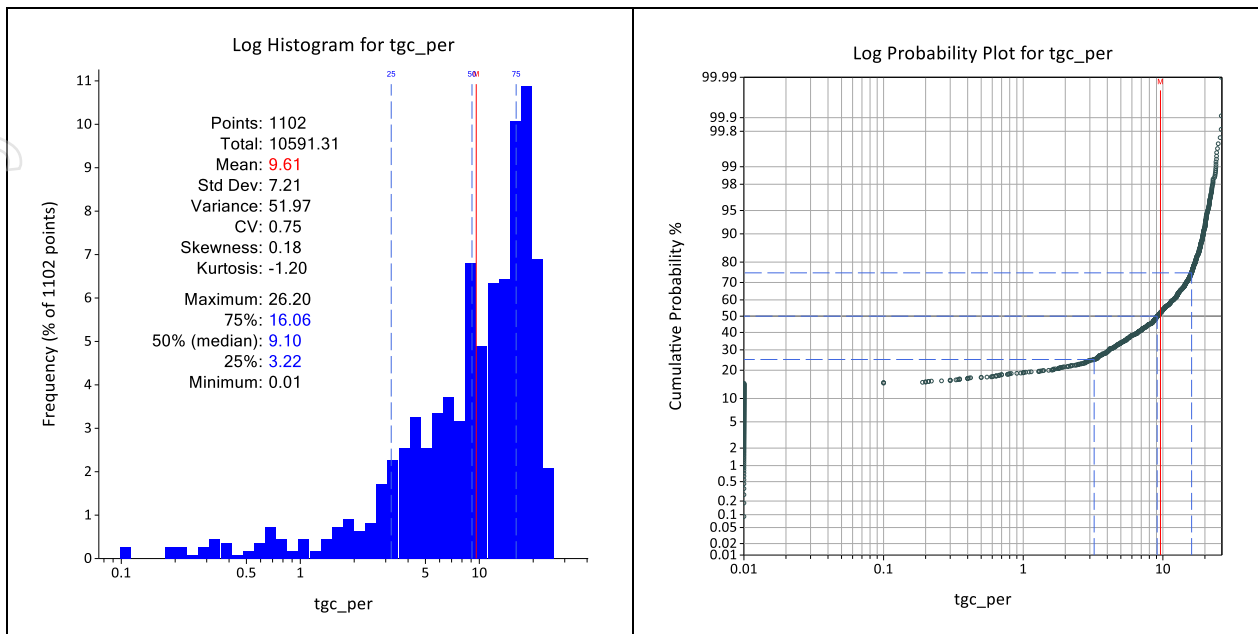 Log Histogram for tgc_per
25
50
M
75
11
10
9
8
7
6
5
4
3
2
1
0
Frequency (% of 1102 points)
Points: 1102
Total: 10591.31
Mean: 9.61
Std Dev: 7.21
Variance: 51.97
CV: 0.75
Skewness: 0.18
Kurtosis: -1.20
Maximum: 26.20
75%: 16.06
50% (median): 9.10
25%: 3.22
Minimum: 0.01
0.1 0.5 1 5 10
tgc_per
Log Probability Plot for tgc_per
M
99.99
99.9
99.8
99
98
95
90
80
70
60
50
40
30
20
10
5
2
1
0.5
0.2
0.1
0.05
0.02
0.01
Cumulative Probability %
0.01 0.1 1 10
tgc_per